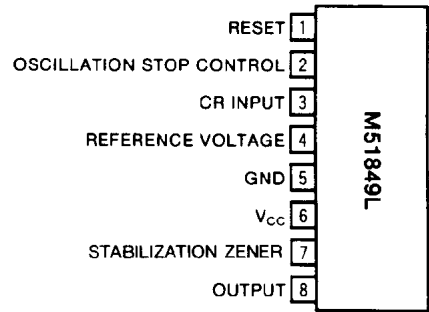 RESET 1
OSCILLATION STOP CONTROL 2
CR INPUT 3
REFERENCE VOLTAGE 4
GND 5
Vcc 6
STABILIZATION ZENER 7
OUTPUT 8
M51849L